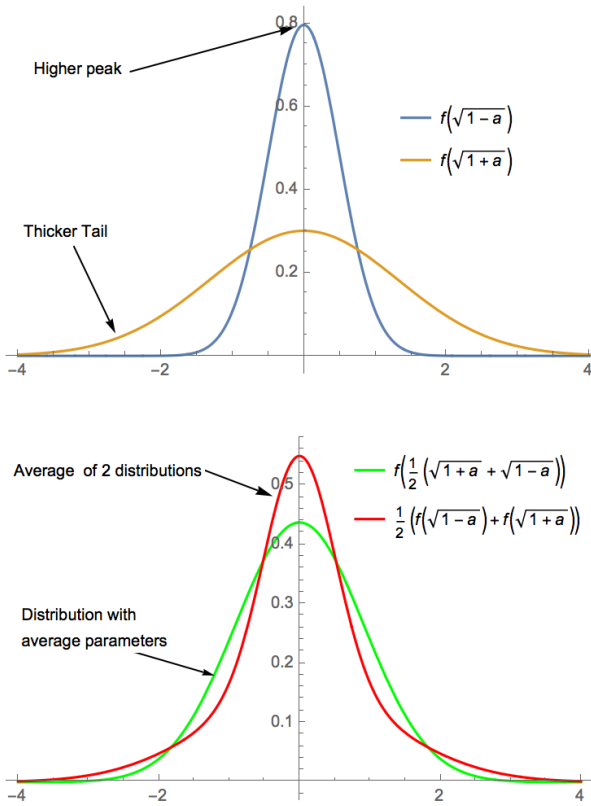 0.8
Higher peak
0.6
f(√1 - a)
f(√1 + a)
0.4
Thicker Tail
0.2
-4 -2 2 4
Average of 2 distributions
f(1/2 (√1 + a + √1 - a))
0.5
1/2 (f(√1 - a) + f(√1 + a))
0.4
0.3
Distribution with
average parameters
0.2
0.1
-4 -2 2 4